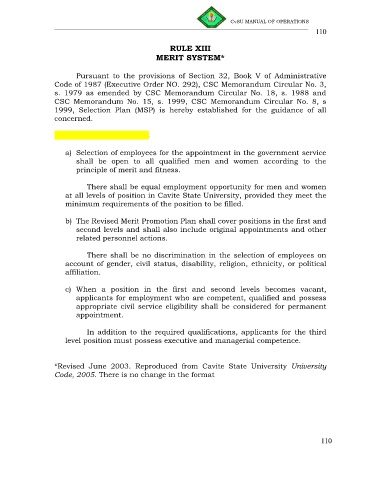 CvSU MANUAL OF OPERATIONS
110
RULE XIII
MERIT SYSTEM*
Pursuant to the provisions of Section 32, Book V of Administrative
Code of 1987 (Executive Order NO. 292), CSC Memorandum Circular No. 3,
s. 1979 as emended by CSC Memorandum Circular No. 18, s. 1988 and
CSC Memorandum No. 15, s. 1999, CSC Memorandum Circular No. 8, s
1999, Selection Plan (MSP) is hereby established for the guidance of all
concerned.
a) Selection of employees for the appointment in the government service
shall be open to all qualified men and women according to the
principle of merit and fitness.
There shall be equal employment opportunity for men and women
at all levels of position in Cavite State University, provided they meet the
minimum requirements of the position to be filled.
b) The Revised Merit Promotion Plan shall cover positions in the first and
second levels and shall also include original appointments and other
related personnel actions.
There shall be no discrimination in the selection of employees on
account of gender, civil status, disability, religion, ethnicity, or political
affiliation.
c) When a position in the first and second levels becomes vacant,
applicants for employment who are competent, qualified and possess
appropriate civil service eligibility shall be considered for permanent
appointment.
In addition to the required qualifications, applicants for the third
level position must possess executive and managerial competence.
*Revised June 2003. Reproduced from Cavite State University University
Code, 2005. There is no change in the format
110